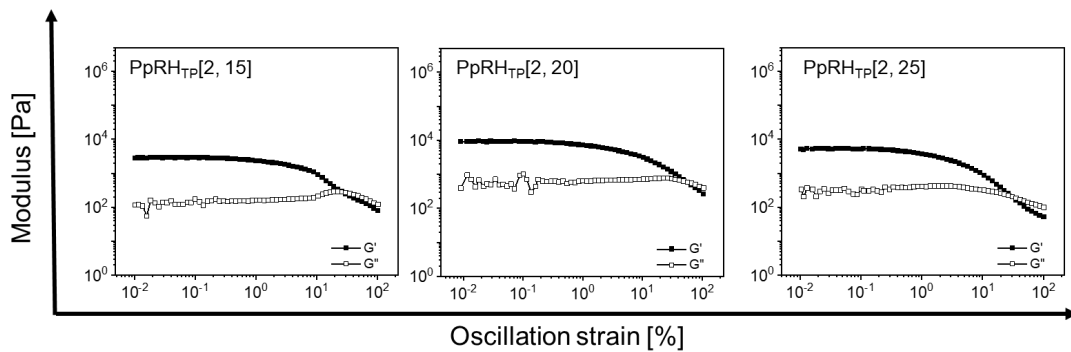 Modulus [Pa]
PpRH_TP[2, 15]
10⁶
10⁴
10²
10⁰
G'
G"
10⁻² 10⁻¹ 10⁰ 10¹ 10²
PpRH_TP[2, 20]
10⁶
10⁴
10²
10⁰
G'
G"
10⁻² 10⁻¹ 10⁰ 10¹ 10²
PpRH_TP[2, 25]
10⁶
10⁴
10²
10⁰
G'
G"
10⁻² 10⁻¹ 10⁰ 10¹ 10²
Oscillation strain [%]